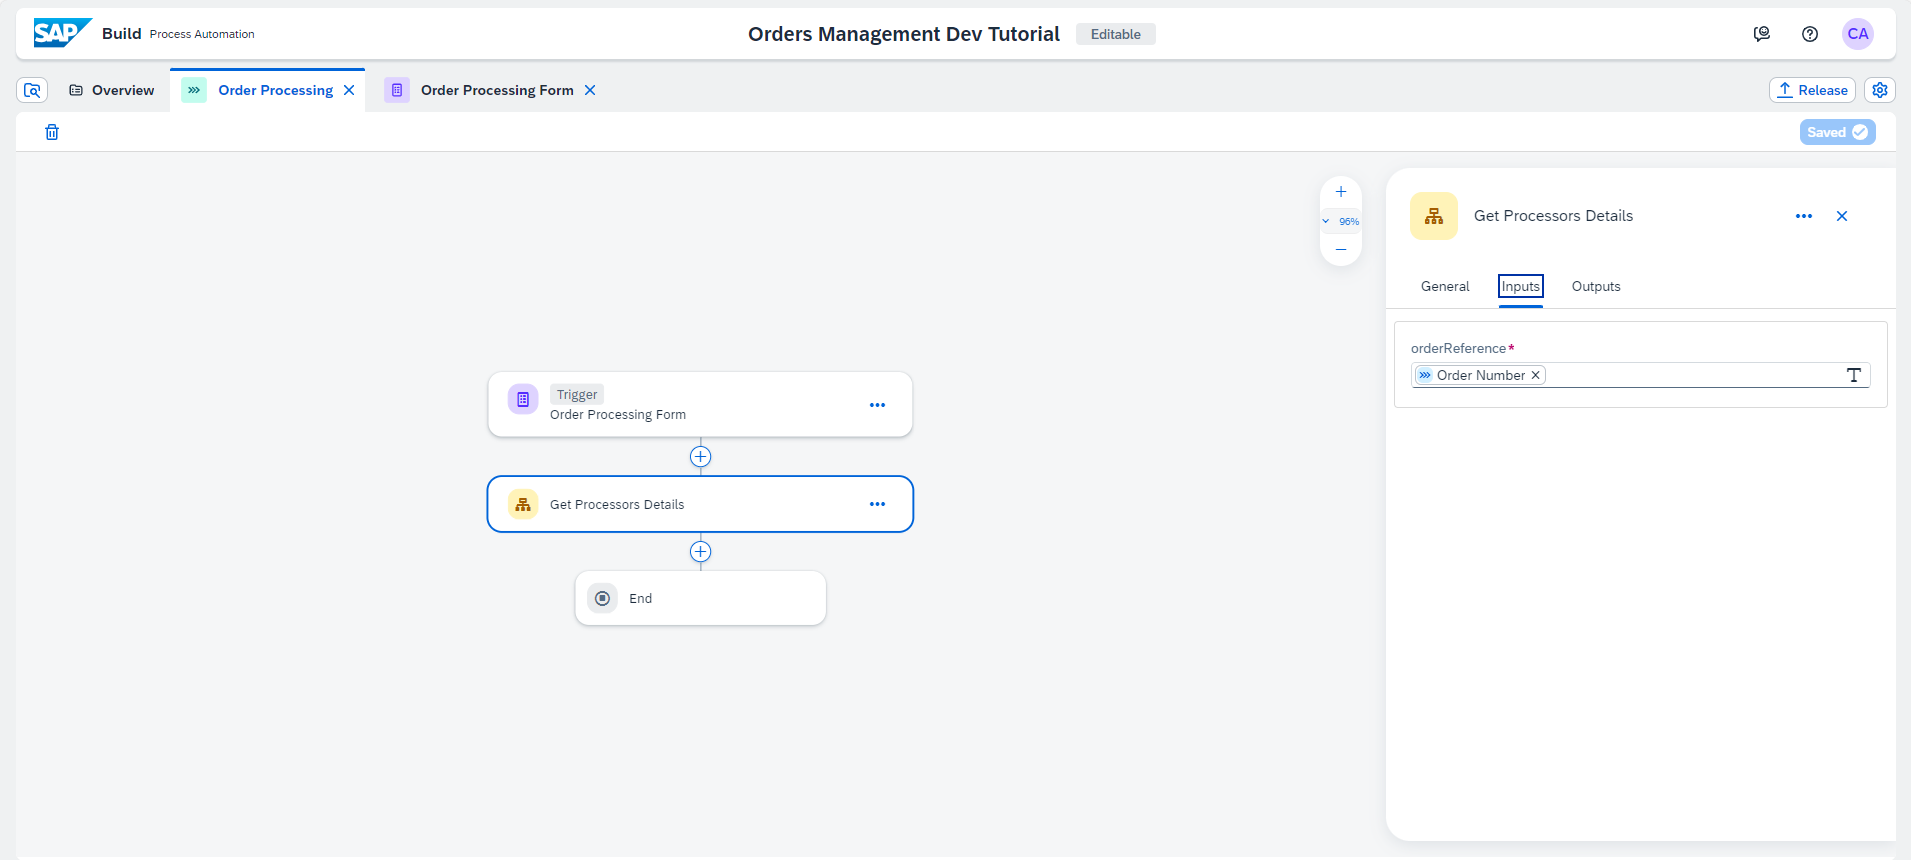 SAP Build Process Automation
Orders Management Dev Tutorial Editable
CA
Overview
Order Processing
Order Processing Form
Release
Saved
96%
Trigger
Order Processing Form
Get Processors Details
End
Get Processors Details
General Inputs Outputs
orderReference*
Order Number